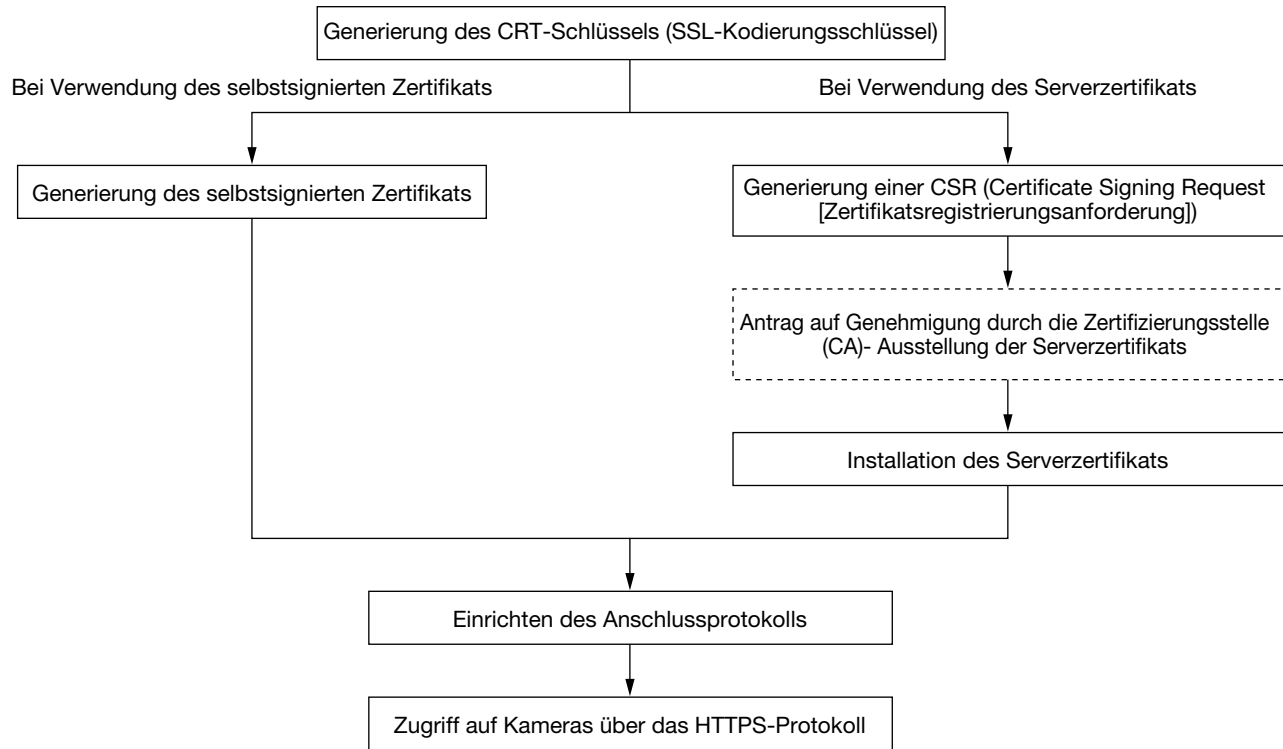 Generierung des CRT-Schlüssels (SSL-Kodierungsschlüssel)
Bei Verwendung des selbstsignierten Zertifikats
Bei Verwendung des Serverzertifikats
Generierung des selbstsignierten Zertifikats
Generierung einer CSR (Certificate Signing Request
[Zertifikatsregistrierungsanforderung])
Antrag auf Genehmigung durch die Zertifizierungsstelle
(CA)- Ausstellung der Serverzertifikats
Installation des Serverzertifikats
Einrichten des Anschlussprotokolls
Zugriff auf Kameras über das HTTPS-Protokoll